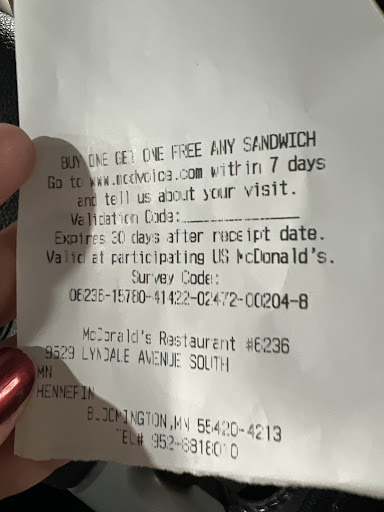 BUY ONE GET ONE FREE ANY SANDWICH
Go to www.mcdvoice.com within 7 days
and tell us about your visit.
Validation Code:
Expires 30 days after receipt date.
Valid at participating US McDonald's.
Survey Code:
06236-15780-41422-02472-00204-8
McDonald's Restaurant #6236
9529 LYNDALE AVENUE SOUTH
MN
HENNEPIN
BLOOMINGTON,MN 55420-4213
TEL#